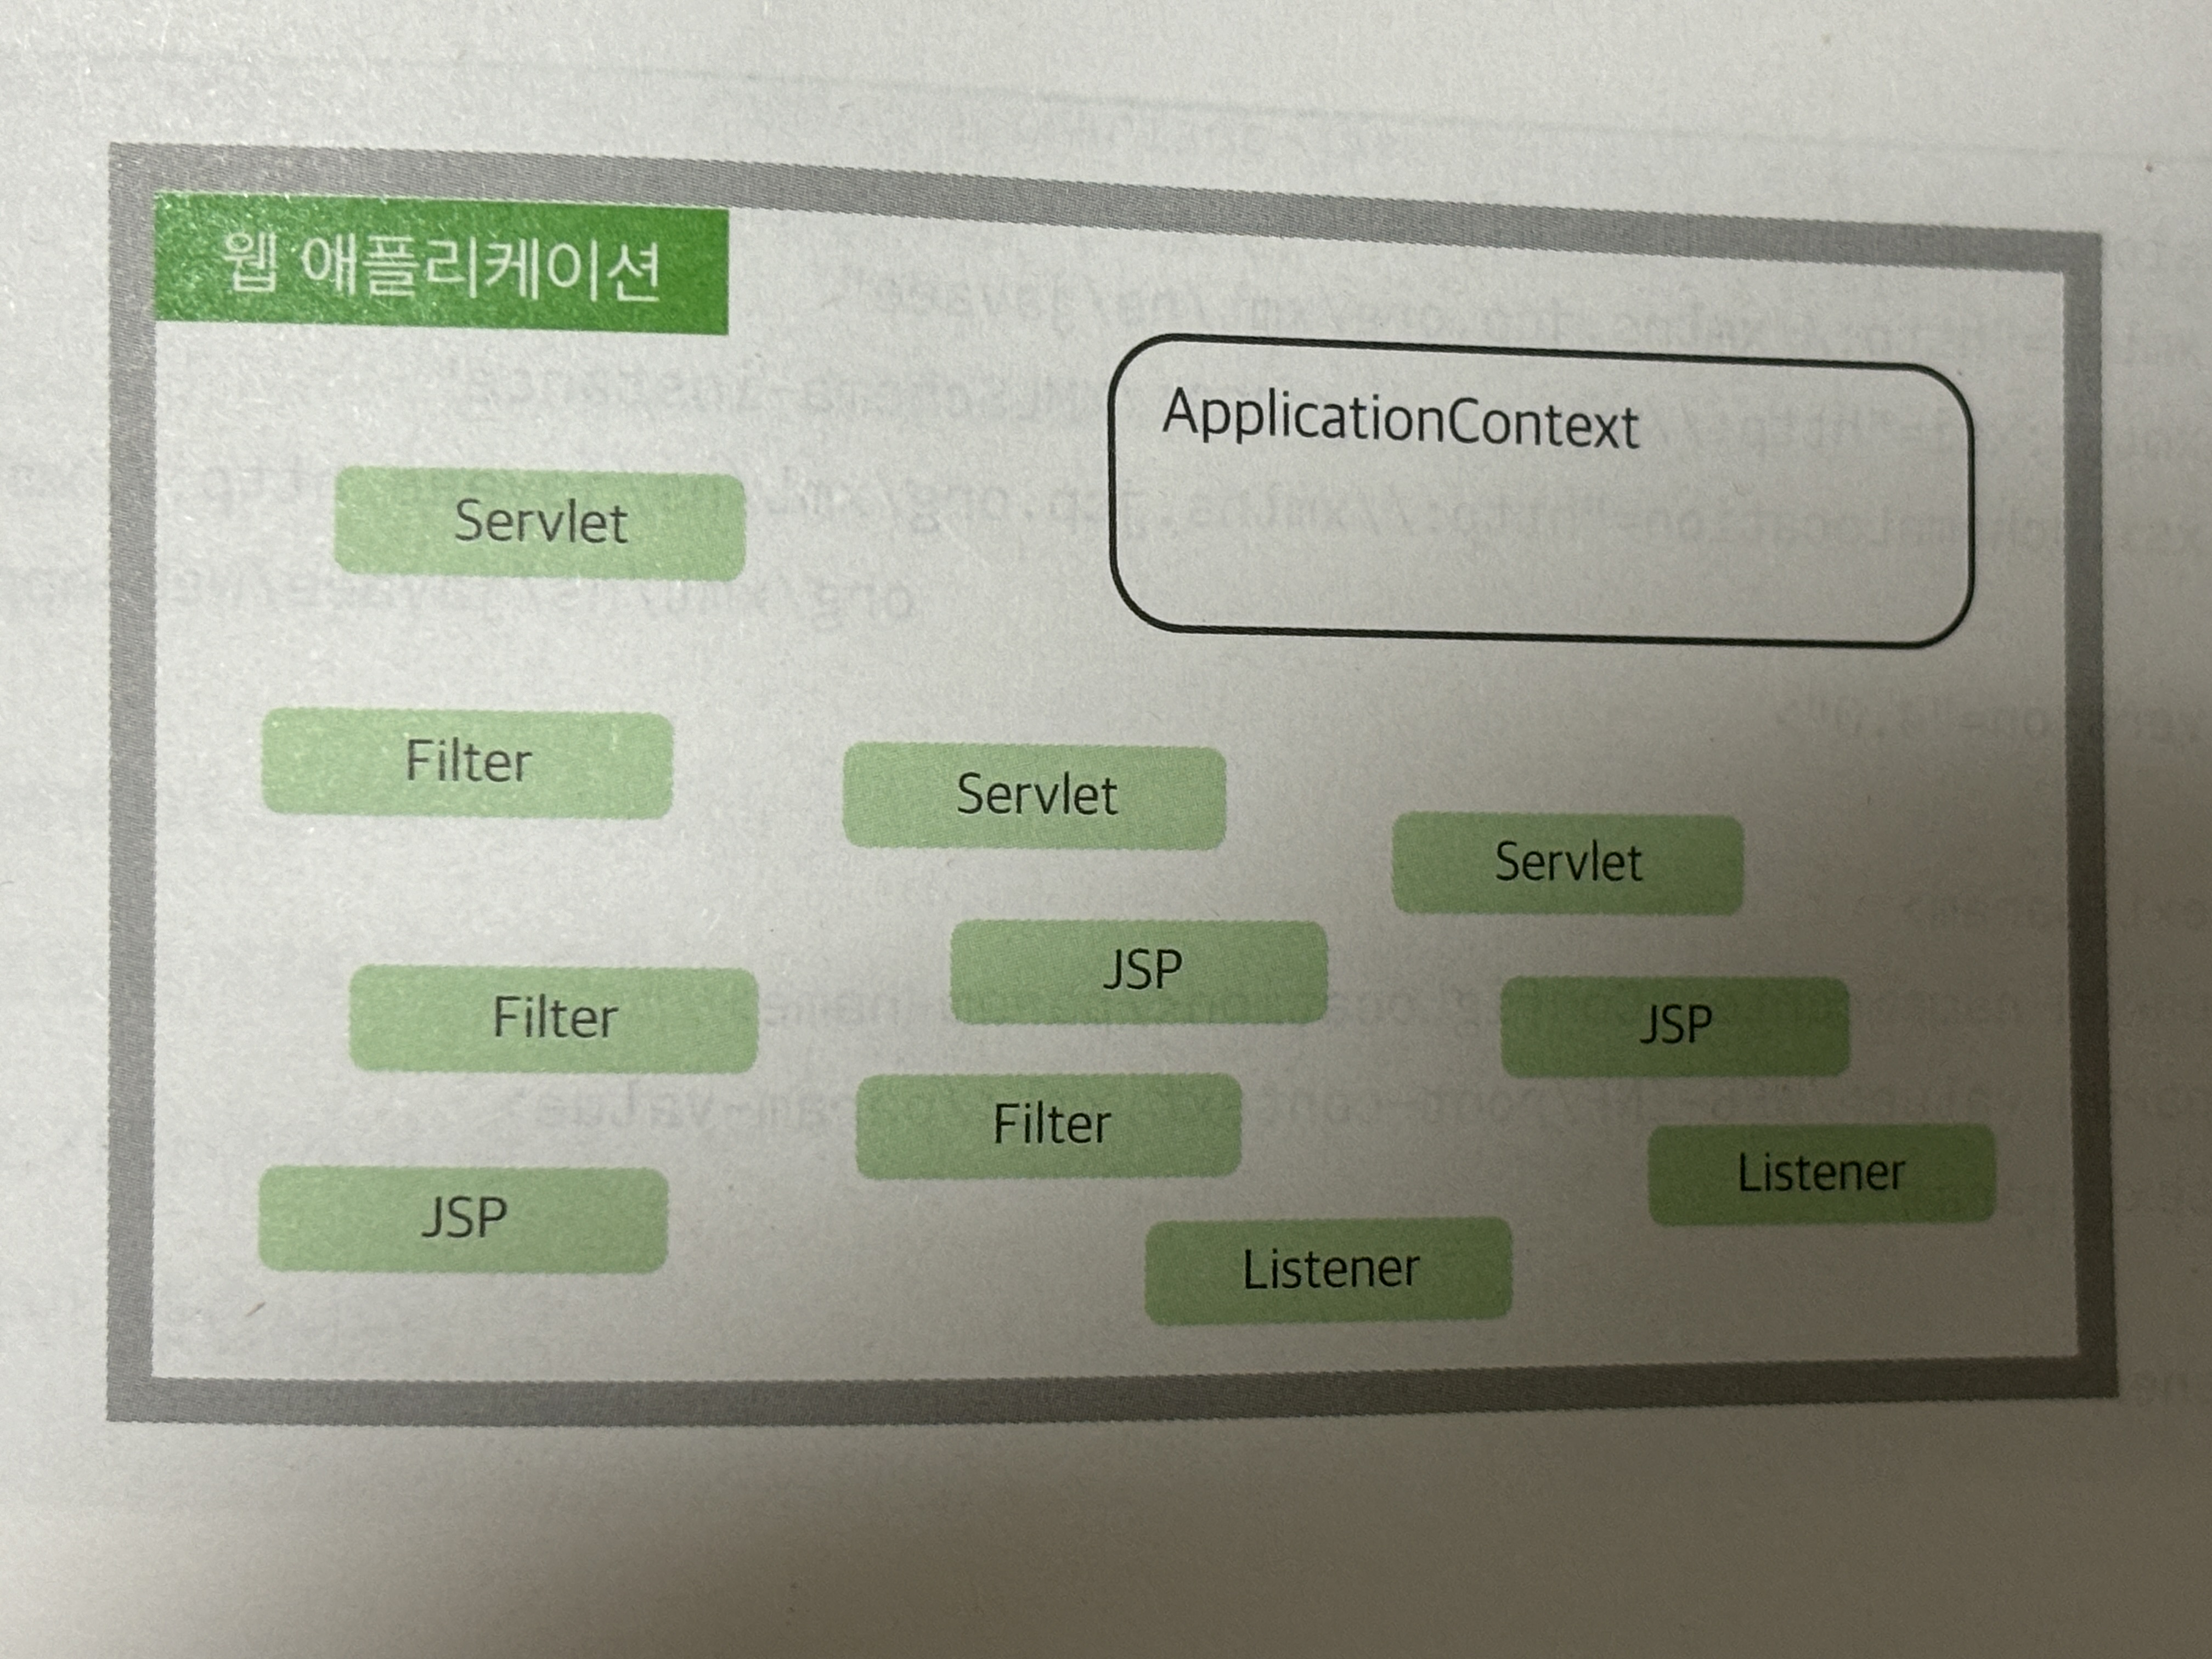 웹 애플리케이션
ApplicationContext
Servlet
Filter
Servlet
Servlet
Filter
JSP
JSP
Filter
JSP
Listener
Listener